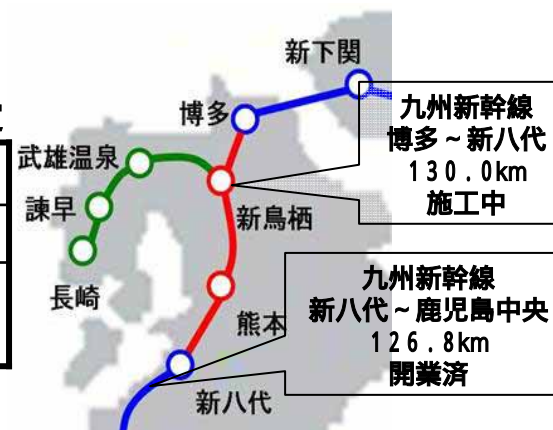 新下関
博多
九州新幹線
博多～新八代
130.0km
施工中
武雄温泉
諫早
新鳥栖
長崎
九州新幹線
新八代～鹿児島中央
126.8km
開業済
熊本
新八代